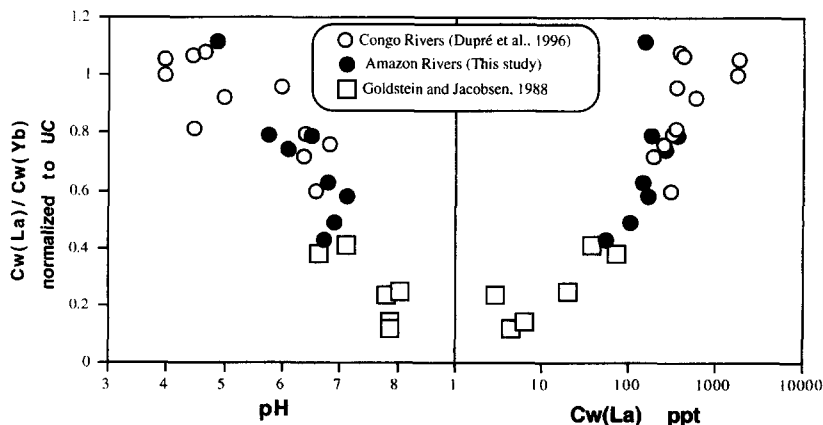 Cw(La)/Cw(Yb)
normalized to UC
1.2
1
0.8
0.6
0.4
0.2
0
Congo Rivers (Dupré et al., 1996)
Amazon Rivers (This study)
Goldstein and Jacobsen, 1988
3 4 5 6 7 8 1 10 100 1000 10000
pH Cw(La) ppt